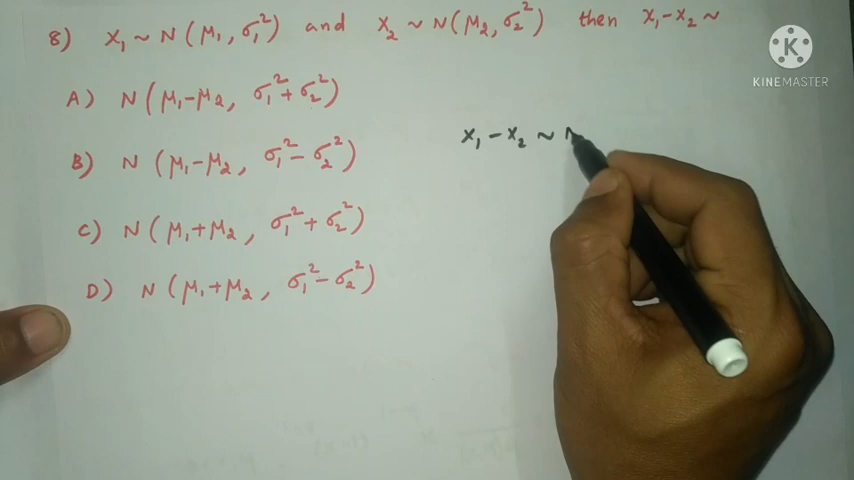 8) X₁ ~ N(μ₁, σ₁²) and X₂ ~ N(μ₂, σ₂²) then X₁-X₂ ~
KINEMASTER
A) N(μ₁-μ₂, σ₁²+σ₂²)
X₁-X₂ ~ N
B) N(μ₁-μ₂, σ₁²-σ₂²)
C) N(μ₁+μ₂, σ₁²+σ₂²)
D) N(μ₁+μ₂, σ₁²-σ₂²)